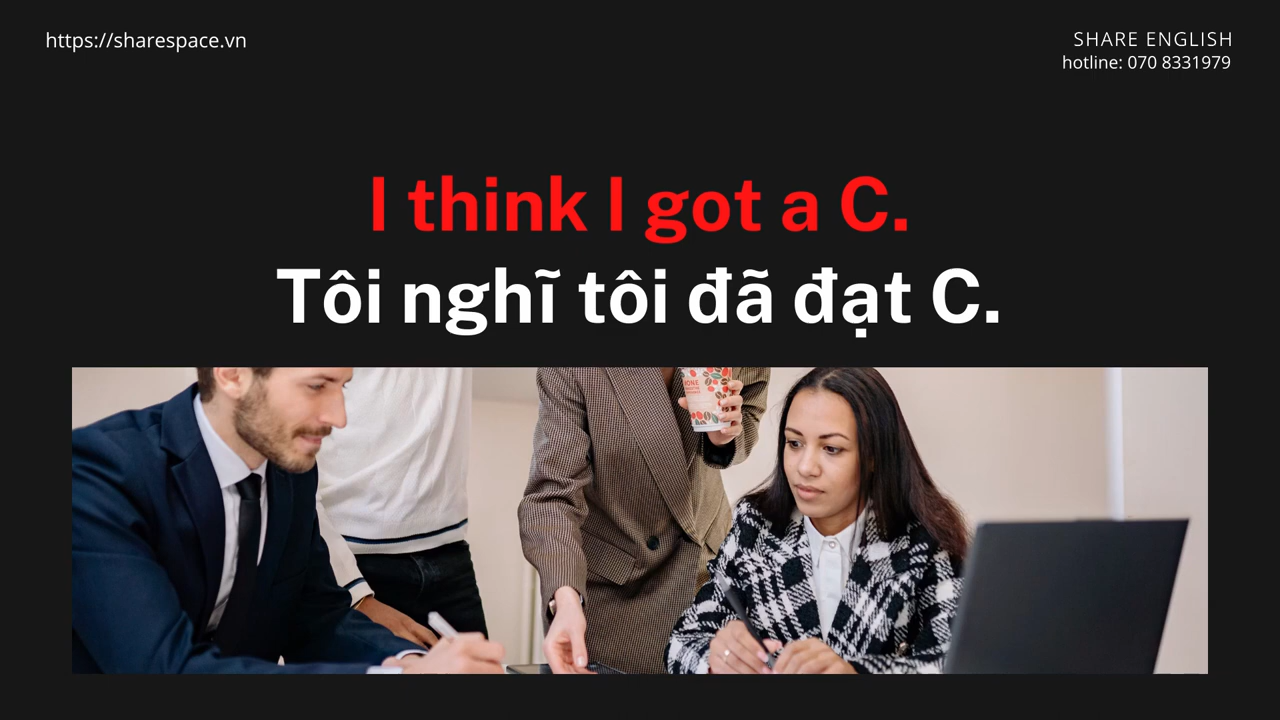 https://sharespace.vn
SHARE ENGLISH
hotline: 070 8331979
I think I got a C.
Tôi nghĩ tôi đã đạt C.